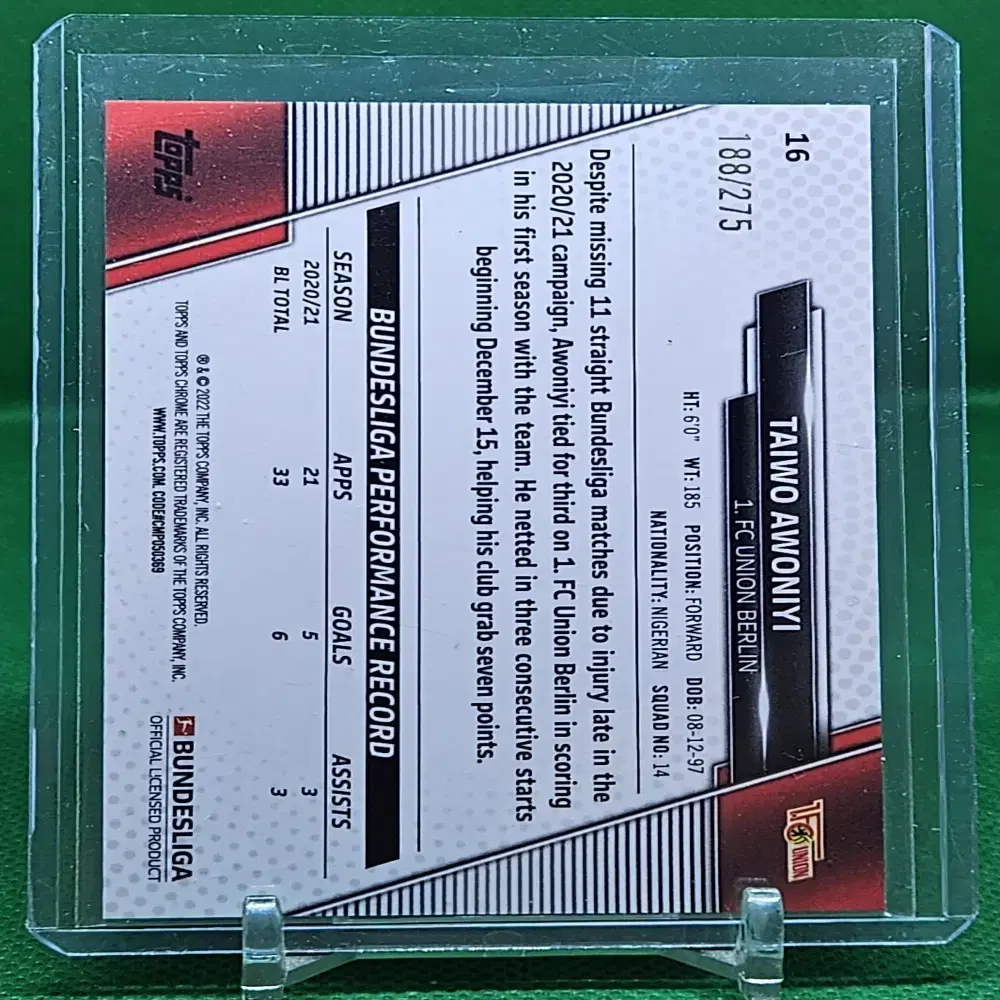 16
188/275
TAIWO AWONIYI
1. FC UNION BERLIN
1.FC
UNION
HT: 6'0" WT: 185 POSITION: FORWARD DOB: 08-12-97
NATIONALITY: NIGERIAN SQUAD NO: 14
Despite missing 11 straight Bundesliga matches due to injury late in the
2020/21 campaign, Awoniyi tied for third on 1. FC Union Berlin in scoring
in his first season with the team. He netted in three consecutive starts
beginning December 15, helping his club grab seven points.
BUNDESLIGA PERFORMANCE RECORD
SEASON APPS GOALS ASSISTS
2020/21 21 5 3
BL TOTAL 33 6 3
® & © 2022 THE TOPPS COMPANY, INC. ALL RIGHTS RESERVED.
TOPPS AND TOPPS CHROME ARE REGISTERED TRADEMARKS OF THE TOPPS COMPANY, INC.
WWW.TOPPS.COM. CODE#CMP050369
topps
BUNDESLIGA
OFFICIAL LICENSED PRODUCT